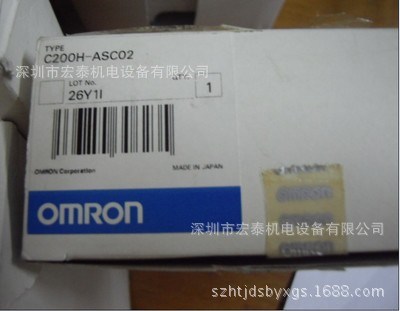 TYPE
C200H-ASC02
深圳市宏泰机电设备有限公司
LOT No.
QTY
26Y1I
1
OMRON Corporation
MADE IN JAPAN
OMRON
深圳市宏泰机电设备有限公司
szhtjdsbyxgs.1688.com